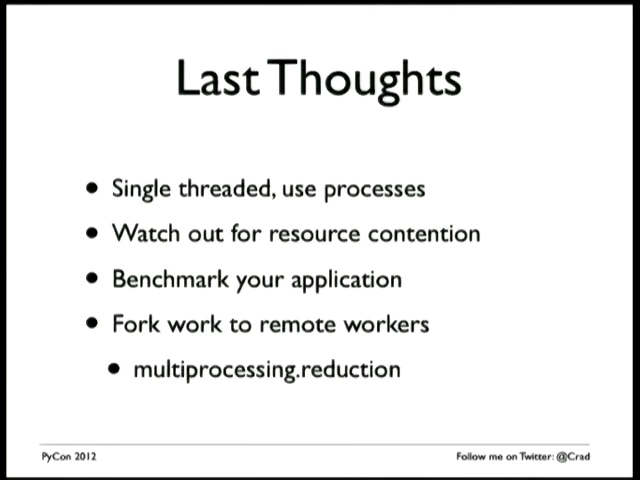 Last Thoughts
• Single threaded, use processes
• Watch out for resource contention
• Benchmark your application
• Fork work to remote workers
• multiprocessing.reduction
PyCon 2012
Follow me on Twitter: @Crad